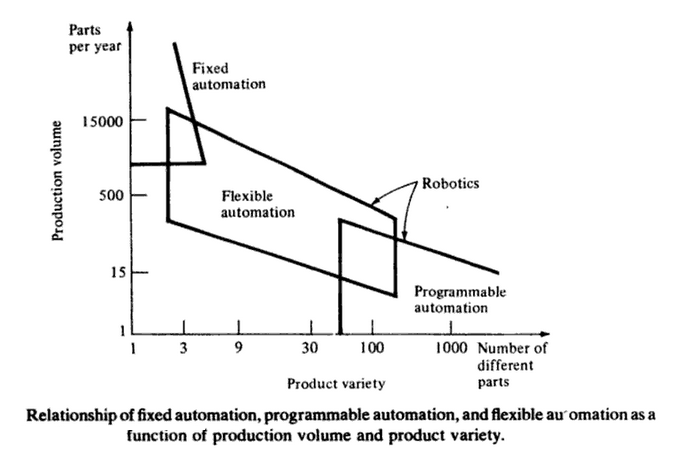 Parts
per year
Fixed
automation
15000
Production volume
Robotics
500
Flexible
automation
15
Programmable
automation
1
1 3 9 30 100 1000 Number of
different
parts
Product variety
Relationship of fixed automation, programmable automation, and flexible au omation as a
function of production volume and product variety.